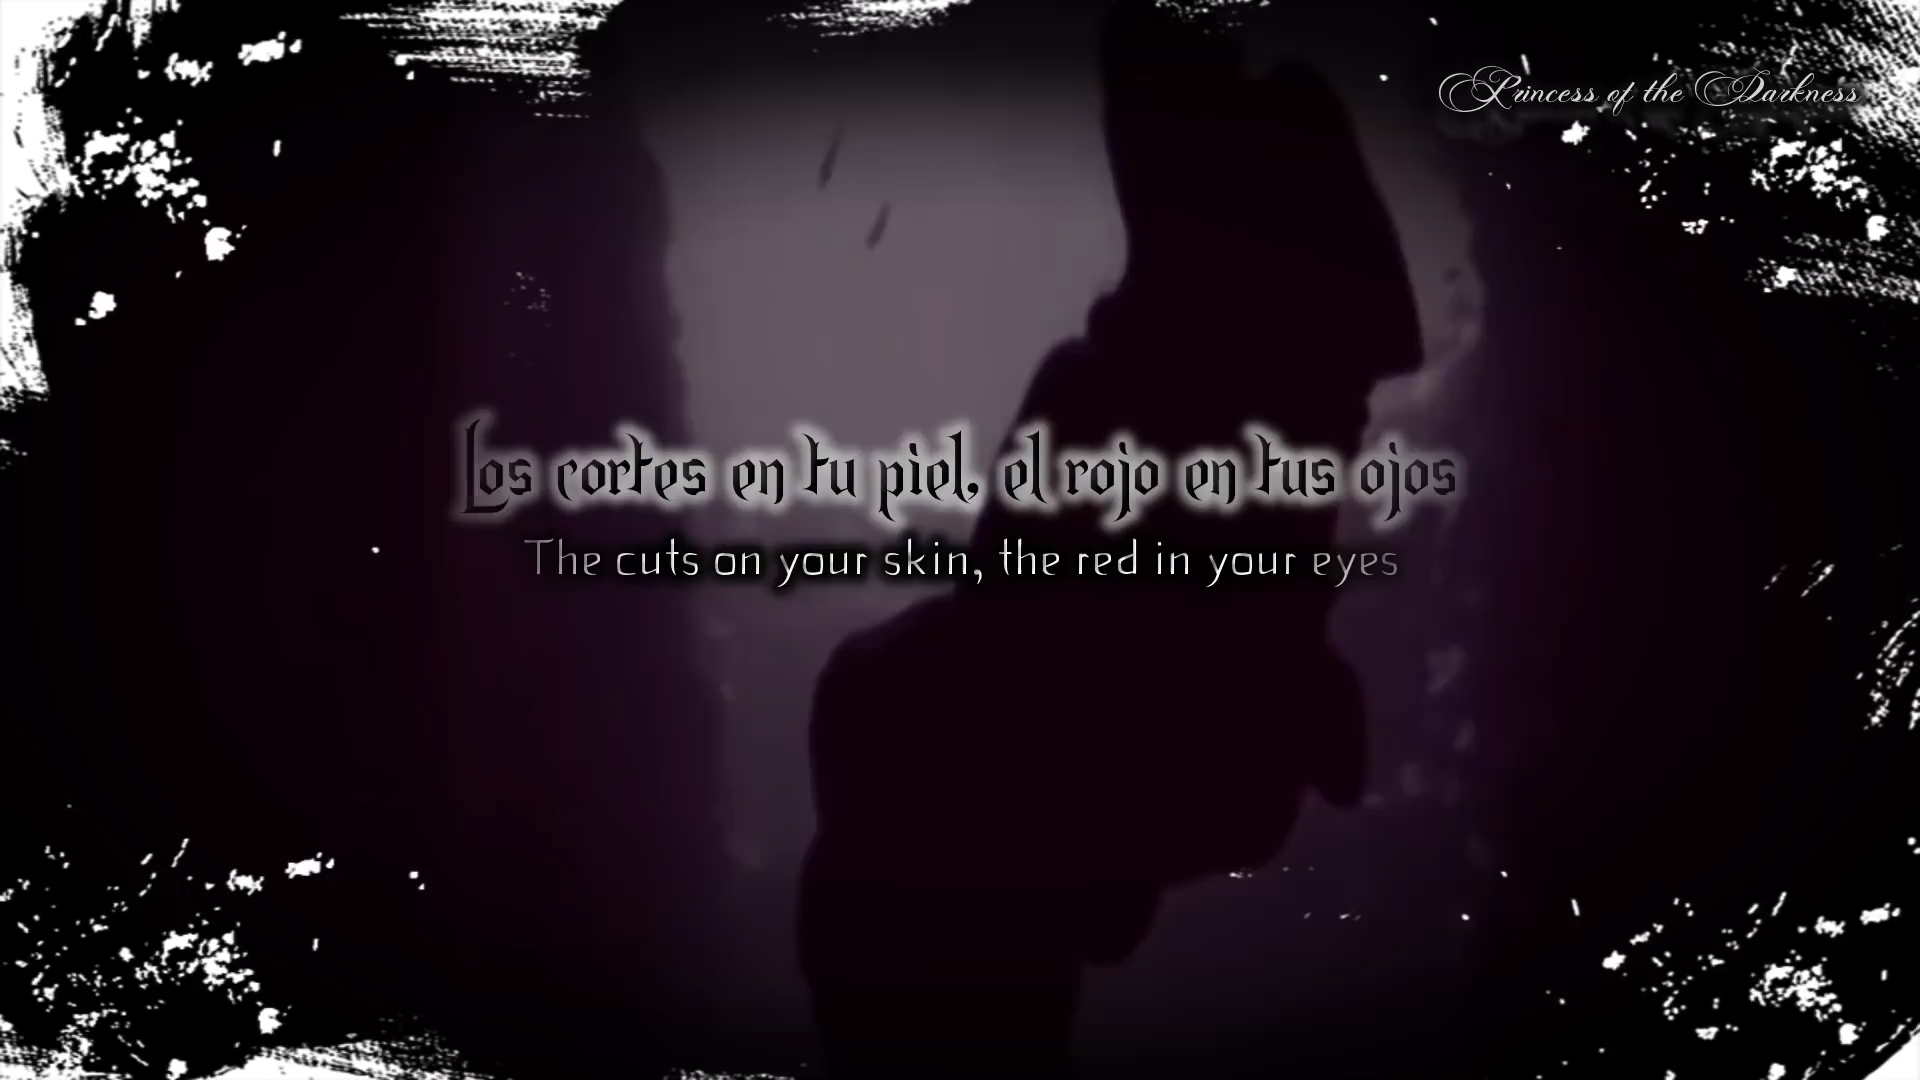 Princess of the Darkness
Los cortes en tu piel, el rojo en tus ojos
The cuts on your skin, the red in your eyes